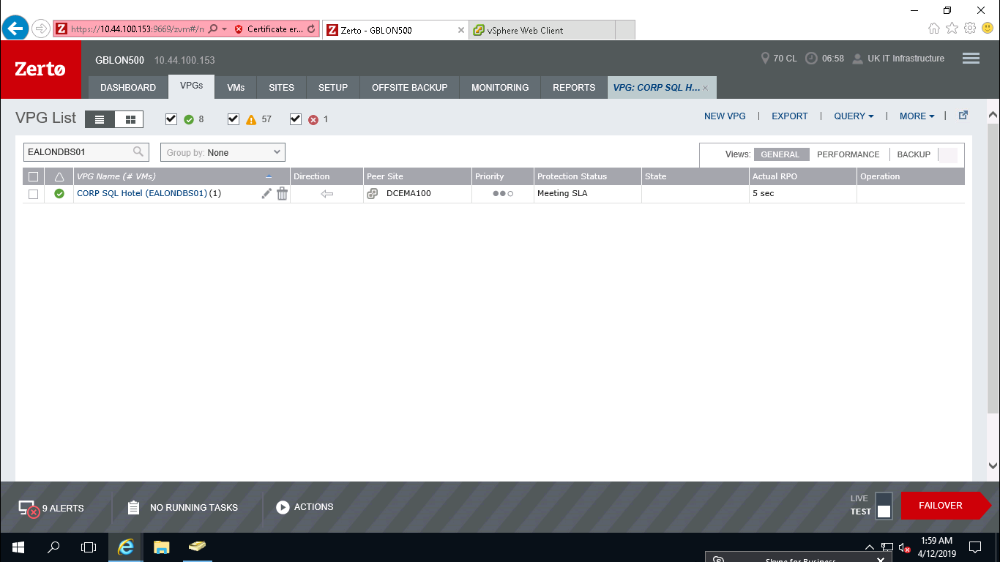 https://10.44.100.153:9669/zvm#/n
Certificate er...
Zerto - GBLON500
vSphere Web Client
Zerto
GBLON500 10.44.100.153
70 CL 06:58 UK IT Infrastructure
DASHBOARD VPGs VMs SITES SETUP OFFSITE BACKUP MONITORING REPORTS VPG: CORP SQL H...
VPG List 8 57 1 NEW VPG | EXPORT | QUERY | MORE |
EALONDBS01 Group by: None Views: GENERAL PERFORMANCE BACKUP
VPG Name (# VMs) Direction Peer Site Priority Protection Status State Actual RPO Operation
CORP SQL Hotel (EALONDBS01) (1) DCEMA100 Meeting SLA 5 sec
9 ALERTS NO RUNNING TASKS ACTIONS LIVE TEST FAILOVER
1:59 AM
4/12/2019